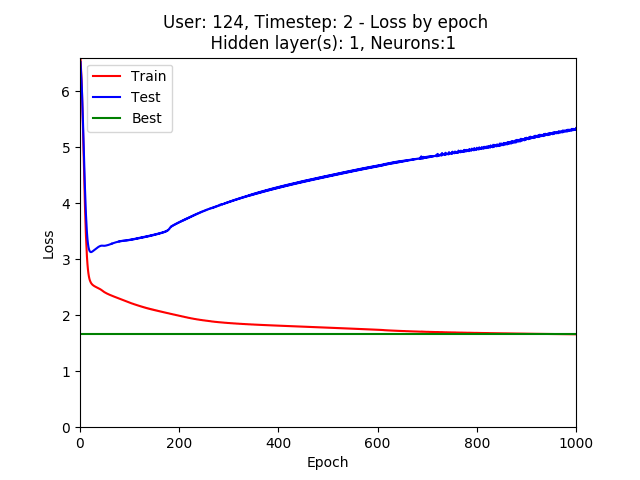 User: 124, Timestep: 2 - Loss by epoch
Hidden layer(s): 1, Neurons:1
Train
Test
Best
6
5
4
3
2
1
0
Loss
0
200
400
600
800
1000
Epoch